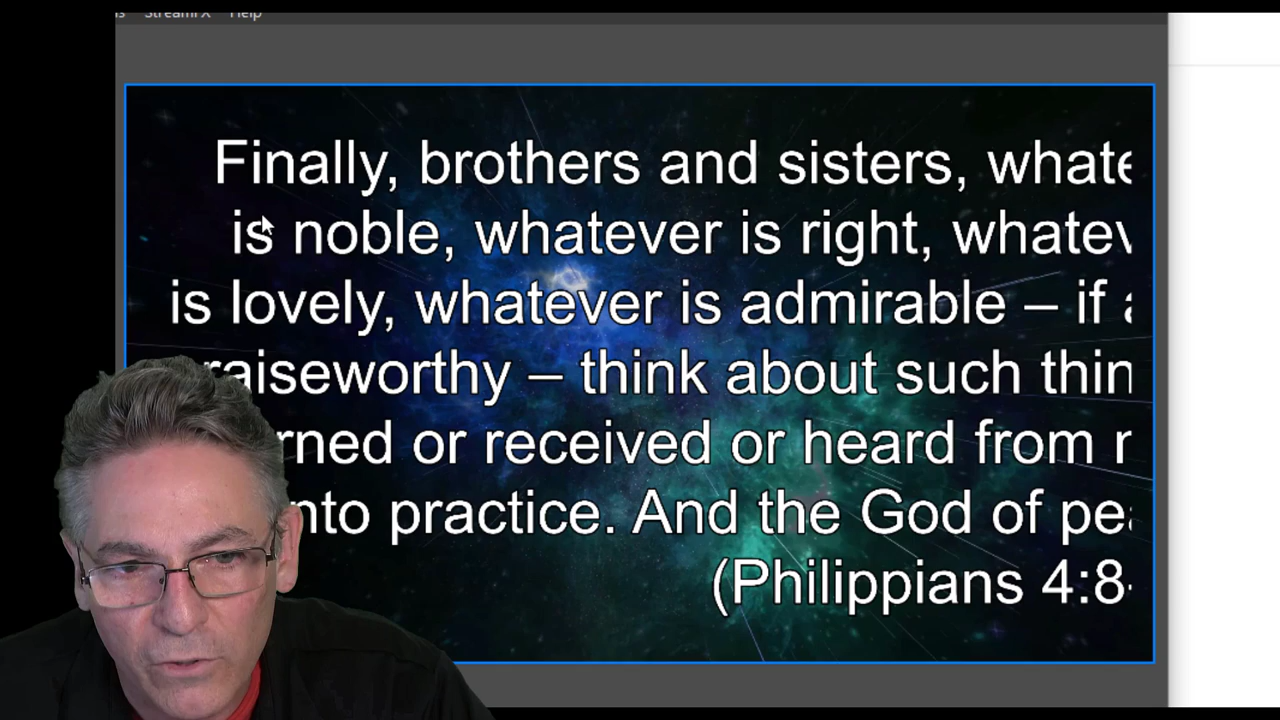 StreamFX Help
Finally, brothers and sisters, whate
is noble, whatever is right, whatev
is lovely, whatever is admirable – if a
raiseworthy – think about such thin
rned or received or heard from
nto practice. And the God of pea
(Philippians 4:8-